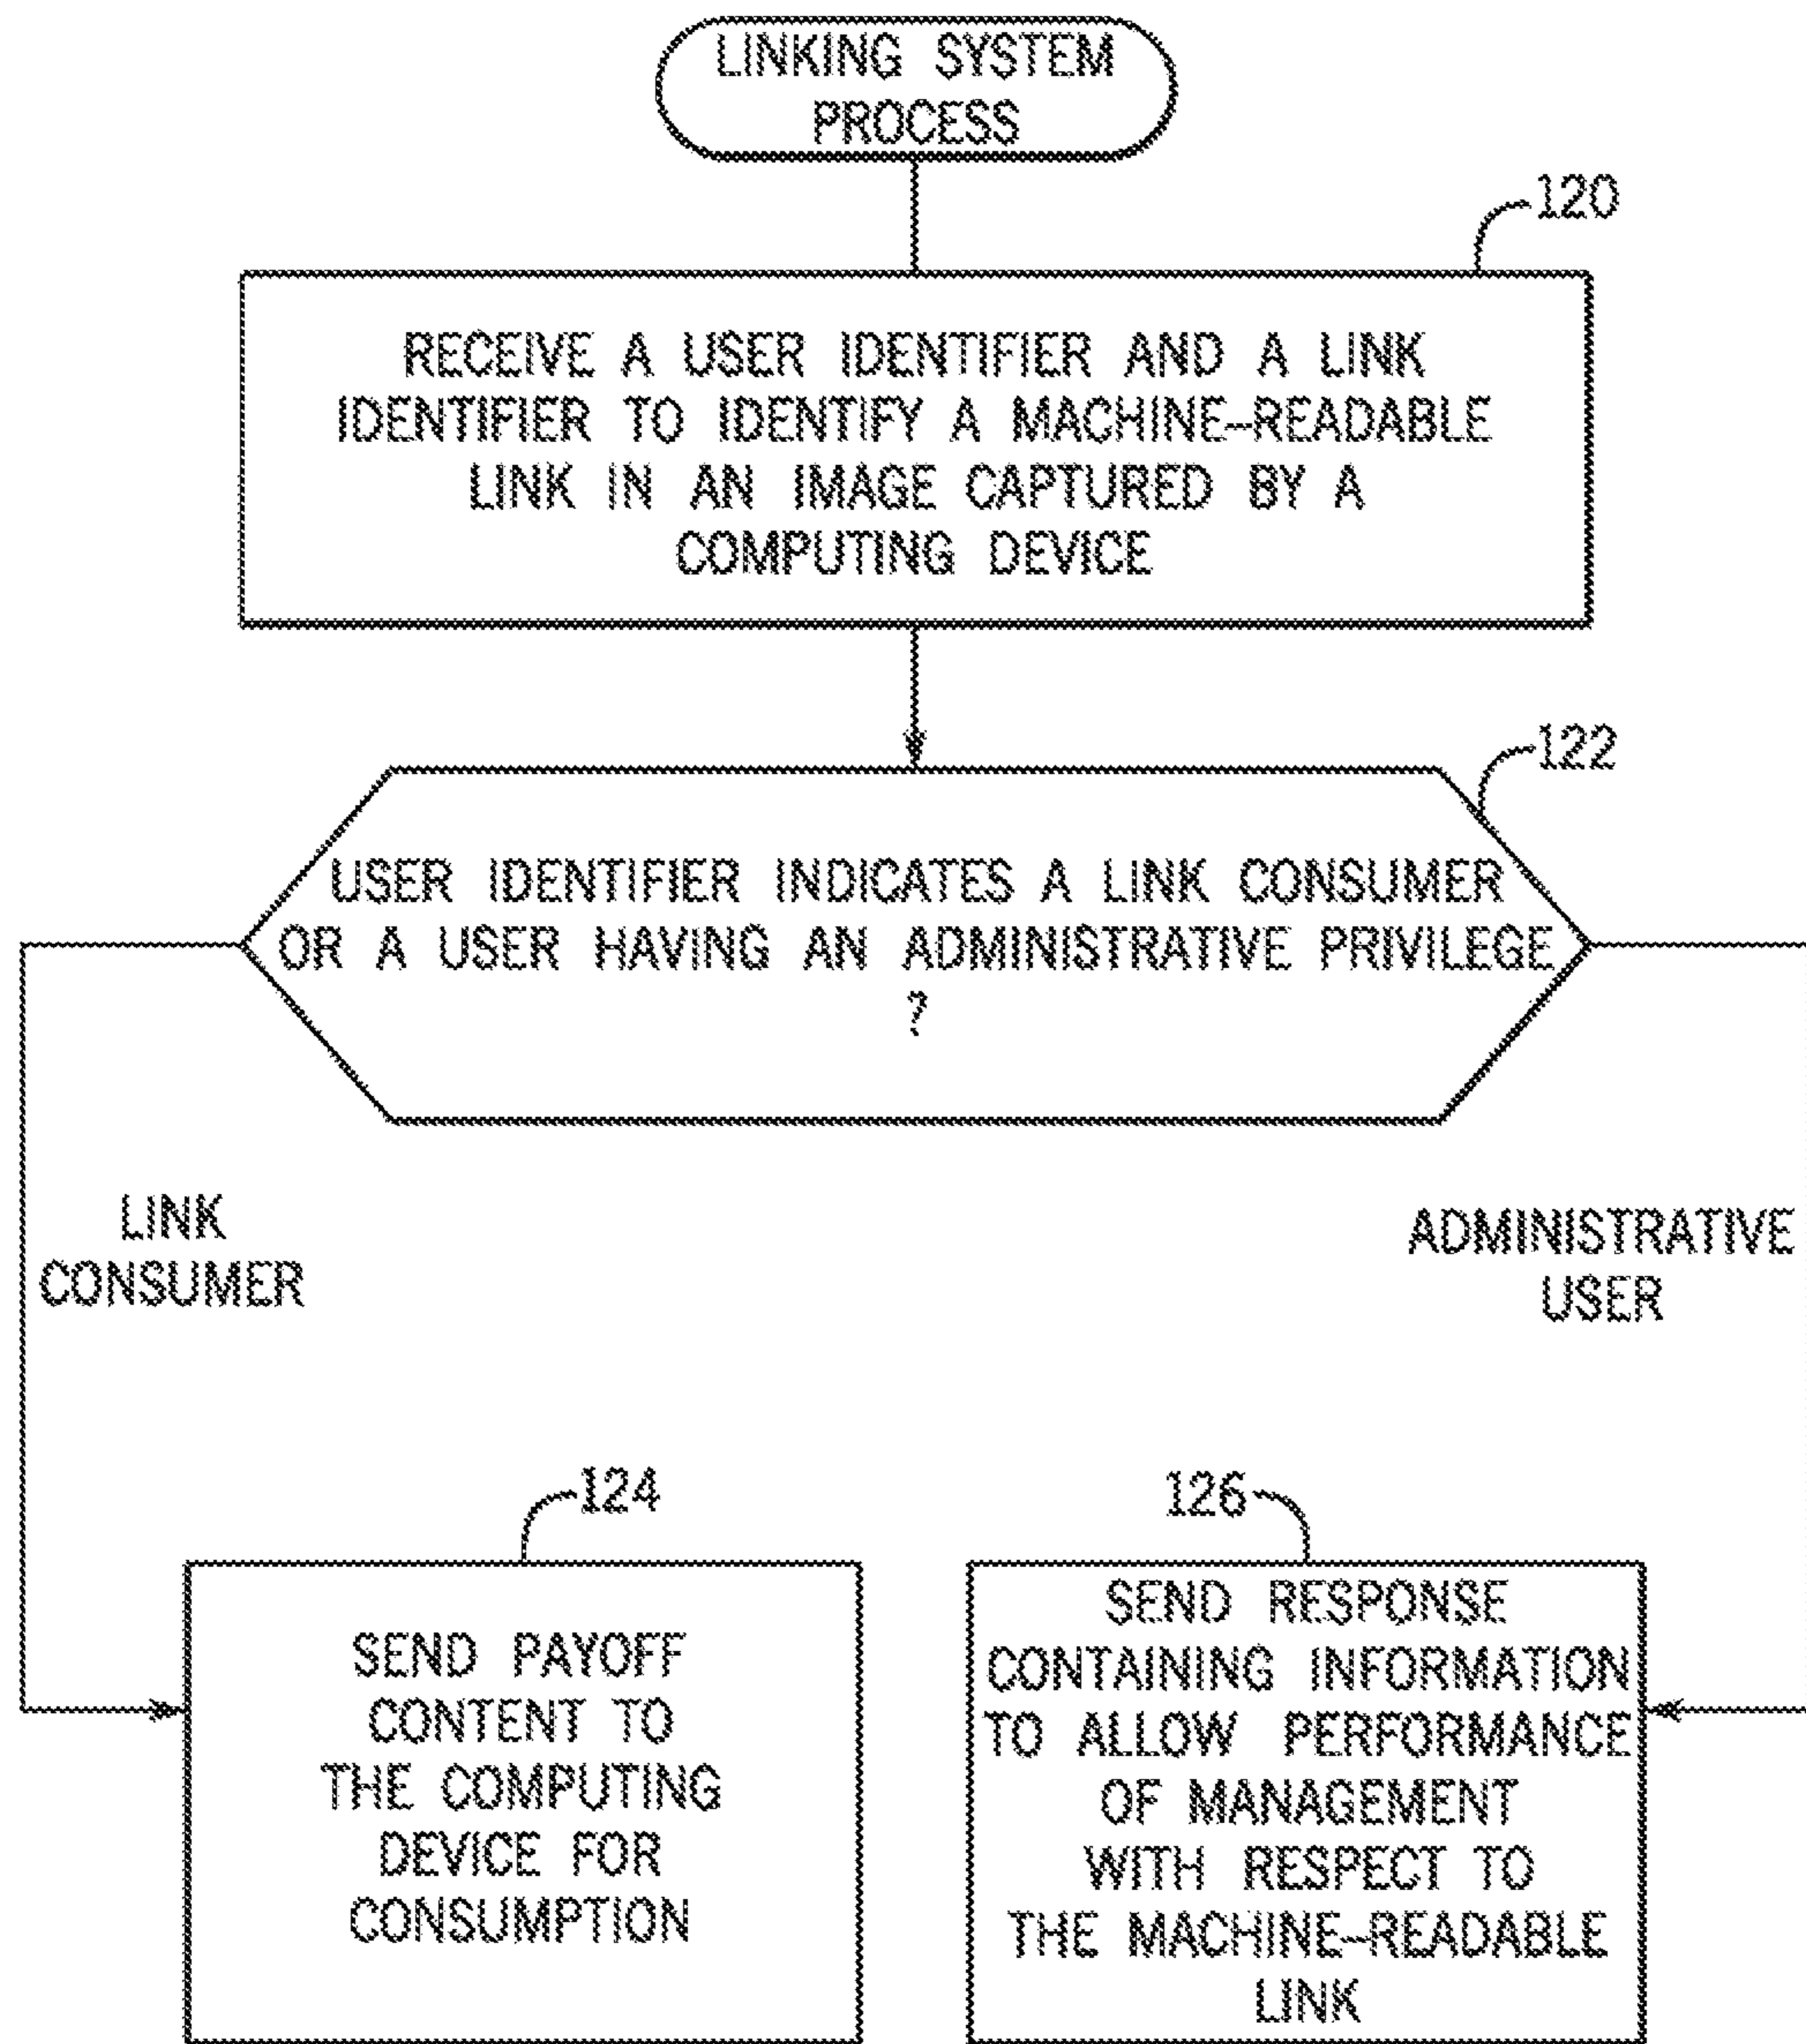 LINKING SYSTEM
PROCESS
120
RECEIVE A USER IDENTIFIER AND A LINK
IDENTIFIER TO IDENTIFY A MACHINE-READABLE
LINK IN AN IMAGE CAPTURED BY A
COMPUTING DEVICE
122
USER IDENTIFIER INDICATES A LINK CONSUMER
OR A USER HAVING AN ADMINISTRATIVE PRIVILEGE
?
LINK
CONSUMER
ADMINISTRATIVE
USER
124
SEND PAYOFF
CONTENT TO
THE COMPUTING
DEVICE FOR
CONSUMPTION
126
SEND RESPONSE
CONTAINING INFORMATION
TO ALLOW PERFORMANCE
OF MANAGEMENT
WITH RESPECT TO
THE MACHINE-READABLE
LINK